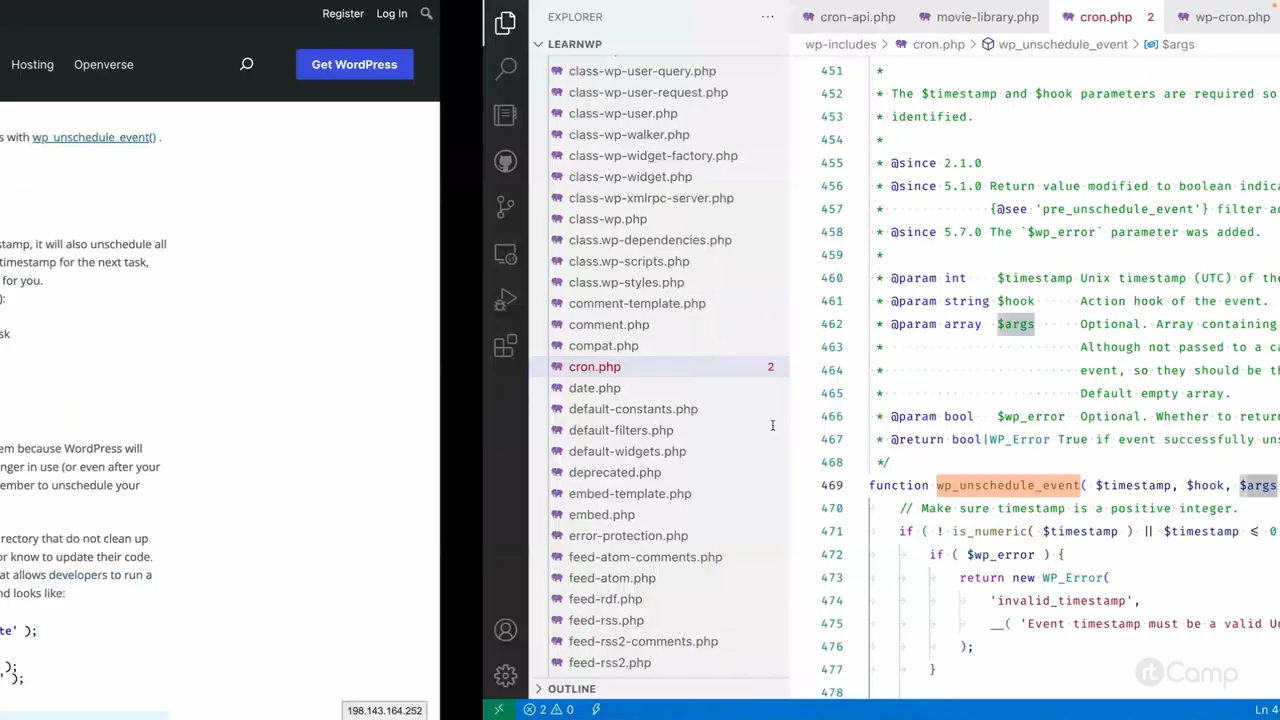 Register Log In
Hosting Openverse Get WordPress
s with wp_unschedule_event() .
stamp, it will also unschedule all
timestamp for the next task,
for you.
):
sk
em because WordPress will
nger in use (or even after your
ember to unschedule your
rectory that do not clean up
or know to update their code.
at allows developers to run a
nd looks like:
te' );
);
' );
198.143.164.252
EXPLORER ···
LEARNWP
class-wp-user-query.php
class-wp-user-request.php
class-wp-user.php
class-wp-walker.php
class-wp-widget-factory.php
class-wp-widget.php
class-wp-xmlrpc-server.php
class-wp.php
class.wp-dependencies.php
class.wp-scripts.php
class.wp-styles.php
comment-template.php
comment.php
compat.php
cron.php 2
date.php
default-constants.php
default-filters.php
default-widgets.php
deprecated.php
embed-template.php
embed.php
error-protection.php
feed-atom-comments.php
feed-atom.php
feed-rdf.php
feed-rss.php
feed-rss2-comments.php
feed-rss2.php
OUTLINE
2 0
cron-api.php movie-library.php cron.php 2 wp-cron.php
wp-includes > cron.php > wp_unschedule_event > $args
451 *
452 * The $timestamp and $hook parameters are required so
453 * identified.
454 *
455 * @since 2.1.0
456 * @since 5.1.0 Return value modified to boolean indica
457 * {@see 'pre_unschedule_event'} filter ad
458 * @since 5.7.0 The `$wp_error` parameter was added.
459 *
460 * @param int $timestamp Unix timestamp (UTC) of the
461 * @param string $hook Action hook of the event.
462 * @param array $args Optional. Array containing
463 * Although not passed to a ca
464 * event, so they should be th
465 * Default empty array.
466 * @param bool $wp_error Optional. Whether to return
467 * @return bool|WP_Error True if event successfully uns
468 */
469 function wp_unschedule_event( $timestamp, $hook, $args
470 // Make sure timestamp is a positive integer.
471 if ( ! is_numeric( $timestamp ) || $timestamp <= 0
472 if ( $wp_error ) {
473 return new WP_Error(
474 'invalid_timestamp',
475 __( 'Event timestamp must be a valid Un
476 );
477 }
478
rtCamp
Ln 4